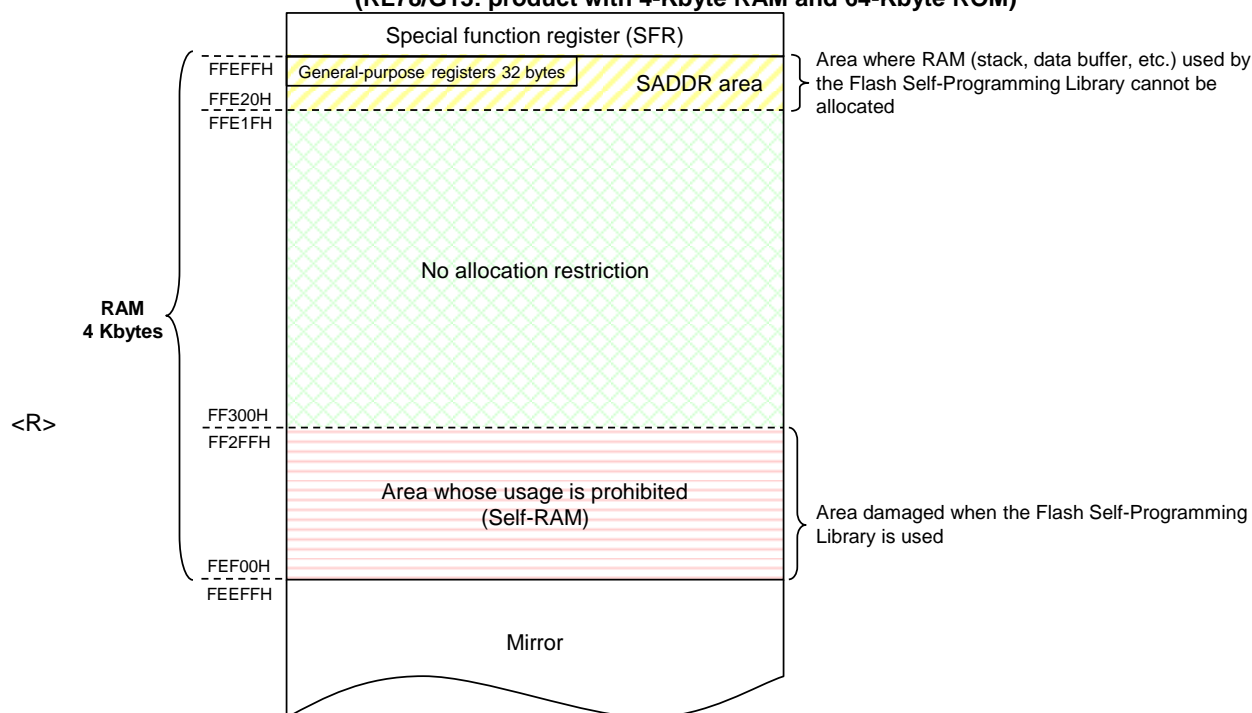 (RL78/G13: product with 4-Kbyte RAM and 64-Kbyte ROM)
Special function register (SFR)
FFEFFH
General-purpose registers 32 bytes
SADDR area
FFE20H
Area where RAM (stack, data buffer, etc.) used by
the Flash Self-Programming Library cannot be
allocated
FFE1FH
No allocation restriction
RAM
4 Kbytes
<R>
FF300H
FF2FFH
Area whose usage is prohibited
(Self-RAM)
Area damaged when the Flash Self-Programming
Library is used
FEF00H
FEEFFH
Mirror